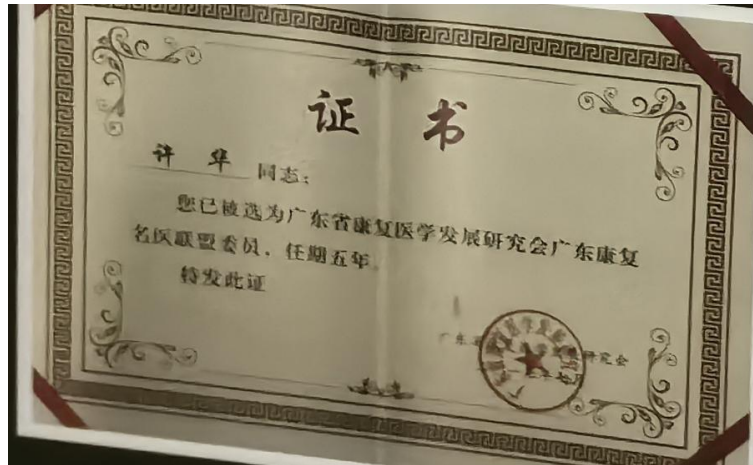 证 书
许 华 同志：
您已被选为广东省康复医学发展研究会广东康复
名医联盟委员，任期五年。
特发此证